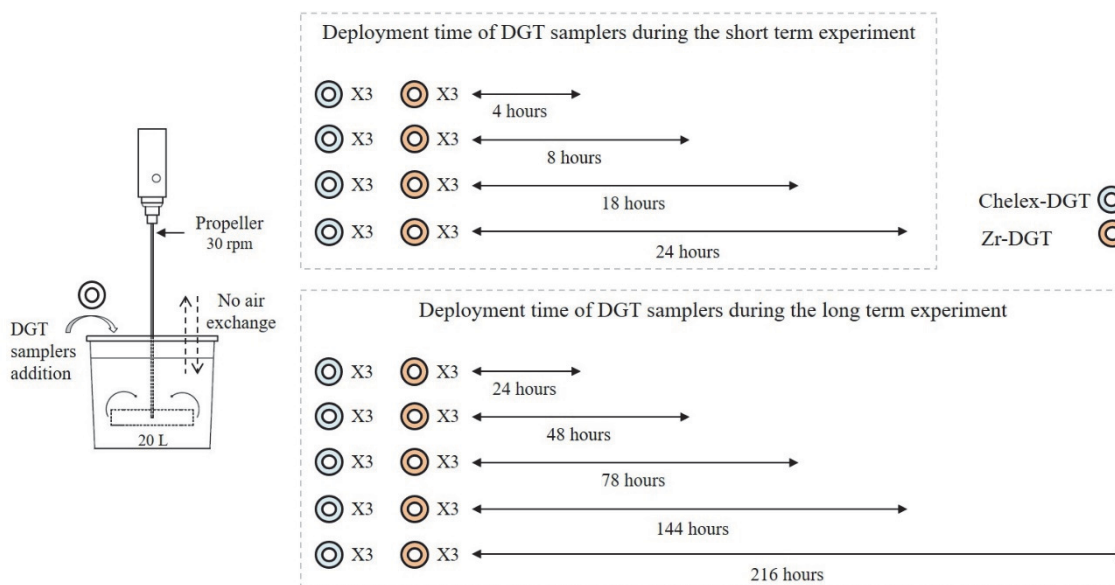 Deployment time of DGT samplers during the short term experiment
X3 X3
4 hours
X3 X3
8 hours
X3 X3
18 hours
X3 X3
24 hours
Chelex-DGT
Zr-DGT
Propeller
30 rpm
No air
exchange
DGT
samplers
addition
20 L
Deployment time of DGT samplers during the long term experiment
X3 X3
24 hours
X3 X3
48 hours
X3 X3
78 hours
X3 X3
144 hours
X3 X3
216 hours